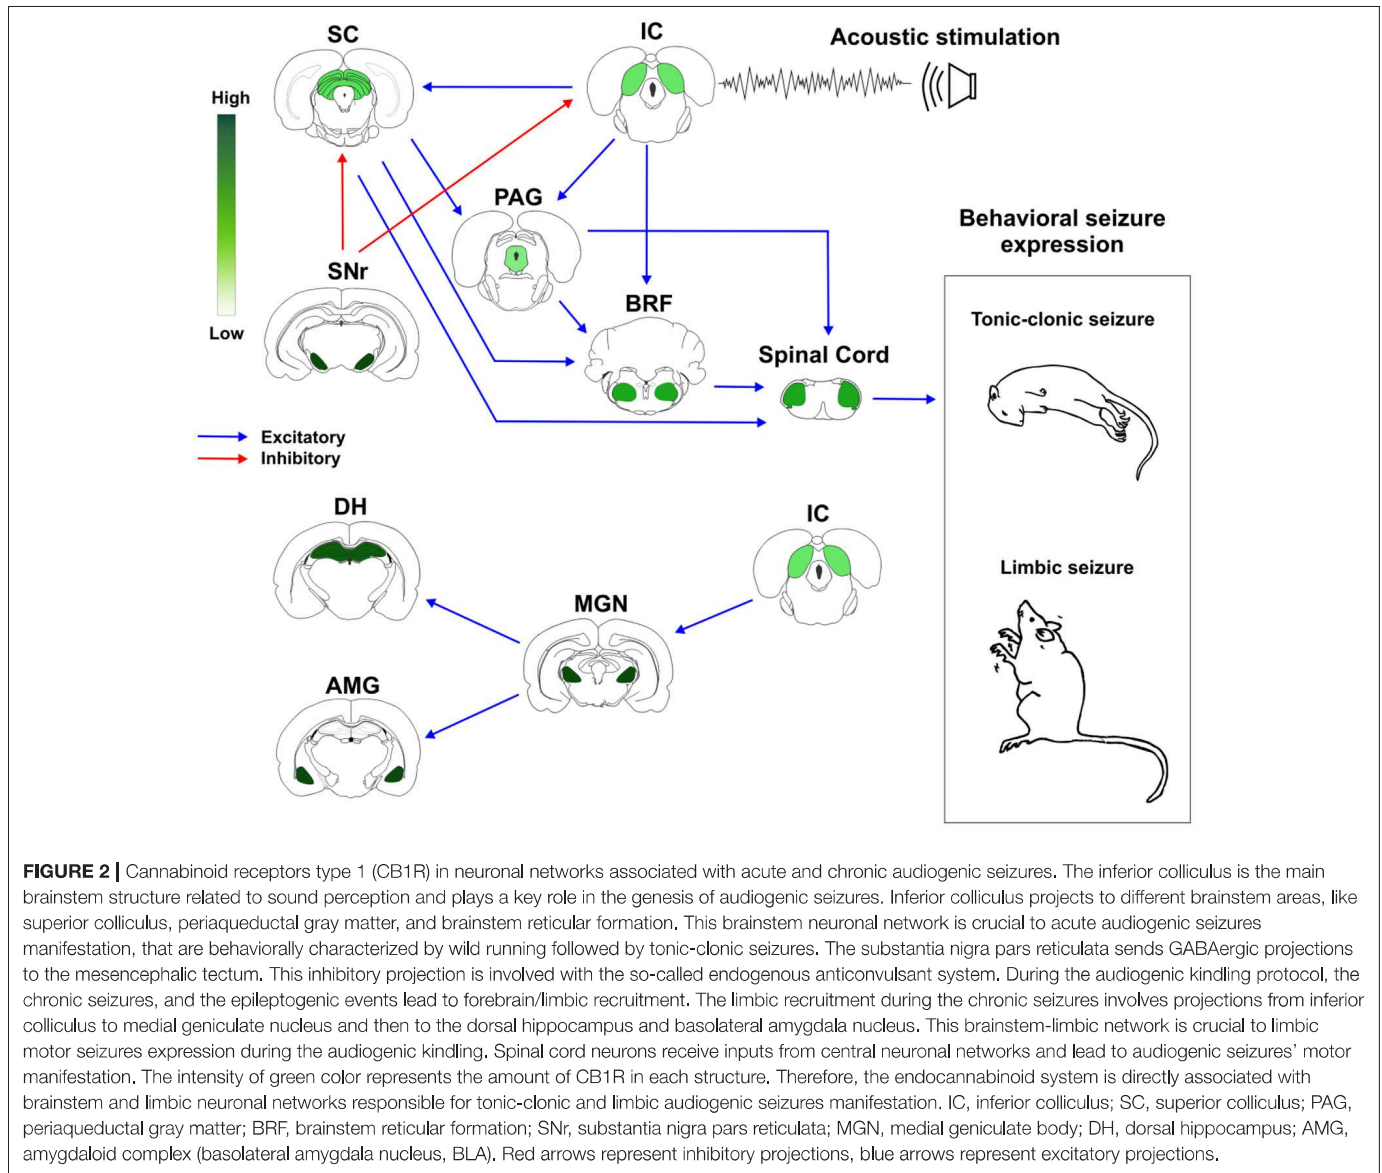 SC
IC
Acoustic stimulation
High
PAG
Behavioral seizure
expression
SNr
BRF
Tonic-clonic seizure
Low
Spinal Cord
Excitatory
Inhibitory
DH
IC
Limbic seizure
MGN
AMG
FIGURE 2 | Cannabinoid receptors type 1 (CB1R) in neuronal networks associated with acute and chronic audiogenic seizures. The inferior colliculus is the main
brainstem structure related to sound perception and plays a key role in the genesis of audiogenic seizures. Inferior colliculus projects to different brainstem areas, like
superior colliculus, periaqueductal gray matter, and brainstem reticular formation. This brainstem neuronal network is crucial to acute audiogenic seizures
manifestation, that are behaviorally characterized by wild running followed by tonic-clonic seizures. The substantia nigra pars reticulata sends GABAergic projections
to the mesencephalic tectum. This inhibitory projection is involved with the so-called endogenous anticonvulsant system. During the audiogenic kindling protocol, the
chronic seizures, and the epileptogenic events lead to forebrain/limbic recruitment. The limbic recruitment during the chronic seizures involves projections from inferior
colliculus to medial geniculate nucleus and then to the dorsal hippocampus and basolateral amygdala nucleus. This brainstem-limbic network is crucial to limbic
motor seizures expression during the audiogenic kindling. Spinal cord neurons receive inputs from central neuronal networks and lead to audiogenic seizures’ motor
manifestation. The intensity of green color represents the amount of CB1R in each structure. Therefore, the endocannabinoid system is directly associated with
brainstem and limbic neuronal networks responsible for tonic-clonic and limbic audiogenic seizures manifestation. IC, inferior colliculus; SC, superior colliculus; PAG,
periaqueductal gray matter; BRF, brainstem reticular formation; SNr, substantia nigra pars reticulata; MGN, medial geniculate body; DH, dorsal hippocampus; AMG,
amygdaloid complex (basolateral amygdala nucleus, BLA). Red arrows represent inhibitory projections, blue arrows represent excitatory projections.